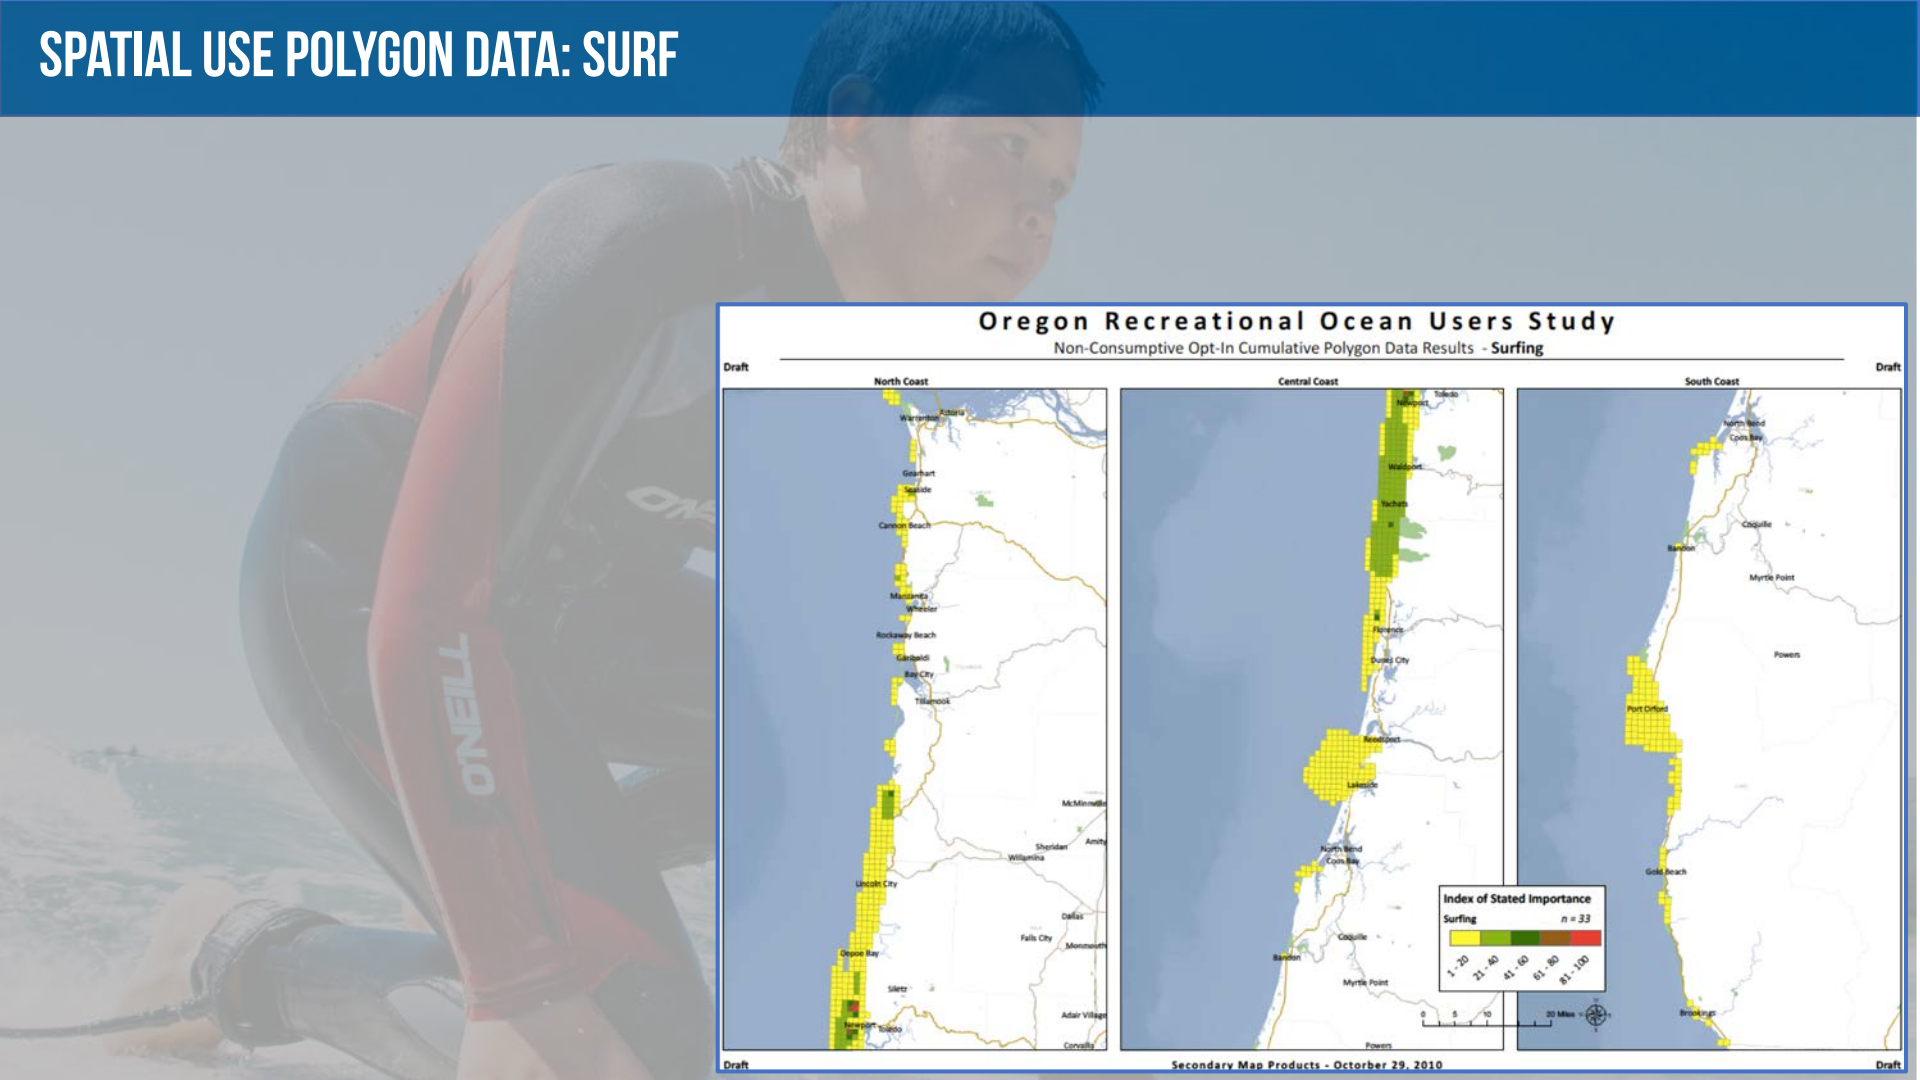 SPATIAL USE POLYGON DATA: SURF
ONEILL
ONE
Oregon Recreational Ocean Users Study
Non-Consumptive Opt-In Cumulative Polygon Data Results - Surfing
Draft
Draft
North Coast
Warrenton
Astoria
Gearhart
Seaside
Cannon Beach
Manzanita
Wheeler
Rockaway Beach
Garibaldi
Bay City
Tillamook
McMinnville
Amity
Sheridan
Willamina
Lincoln City
Dallas
Falls City
Monmouth
Depoe Bay
Siletz
Adair Village
Newport
Toledo
Corvallis
Central Coast
Toledo
Newport
Waldport
Yachats
Florence
Dunes City
Reedsport
Lakeside
North Bend
Coos Bay
Coquille
Bandon
Myrtle Point
Powers
South Coast
North Bend
Coos Bay
Coquille
Bandon
Myrtle Point
Powers
Port Orford
Gold Beach
Brookings
Index of Stated Importance
Surfing n = 33
1 - 20
21 - 40
41 - 60
61 - 80
81 - 100
0 5 10 20 Miles
Draft
Secondary Map Products - Octorber 29, 2010
Draft